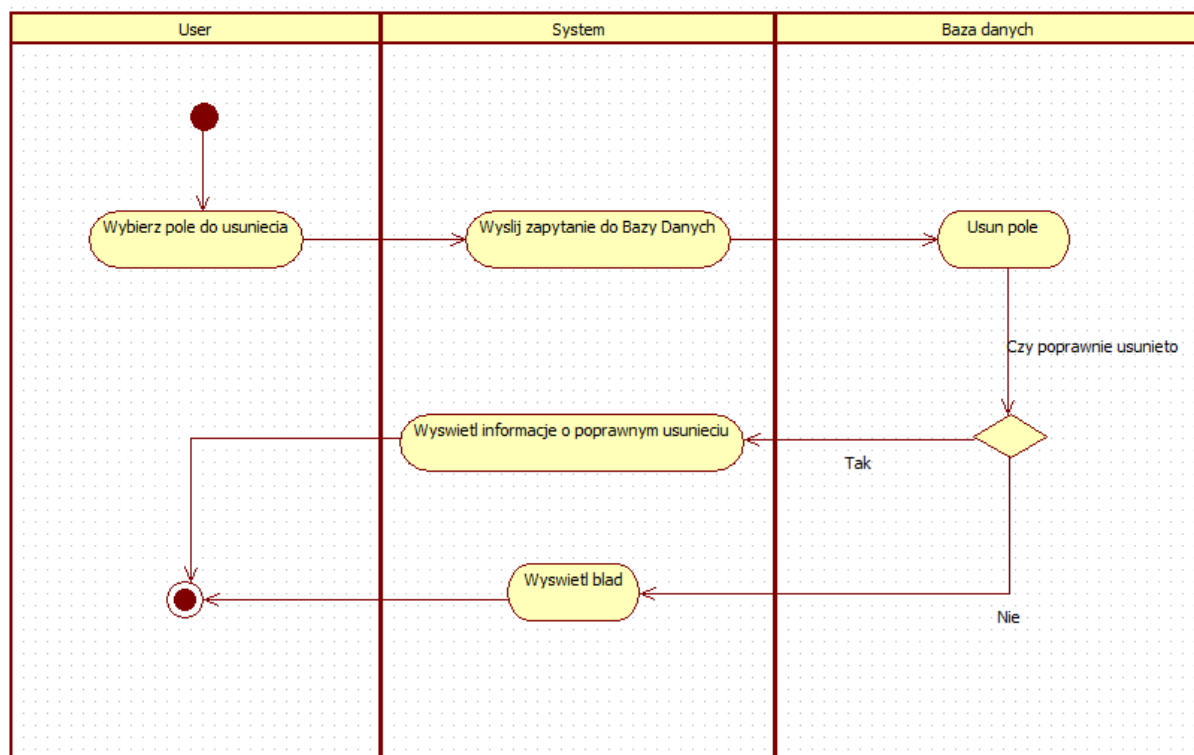 User
System
Baza danych
Wybierz pole do usuniecia
Wyslij zapytanie do Bazy Danych
Usun pole
Czy poprawnie usunieto
Wyswietl informacje o poprawnym usunieciu
Tak
Wyswietl blad
Nie